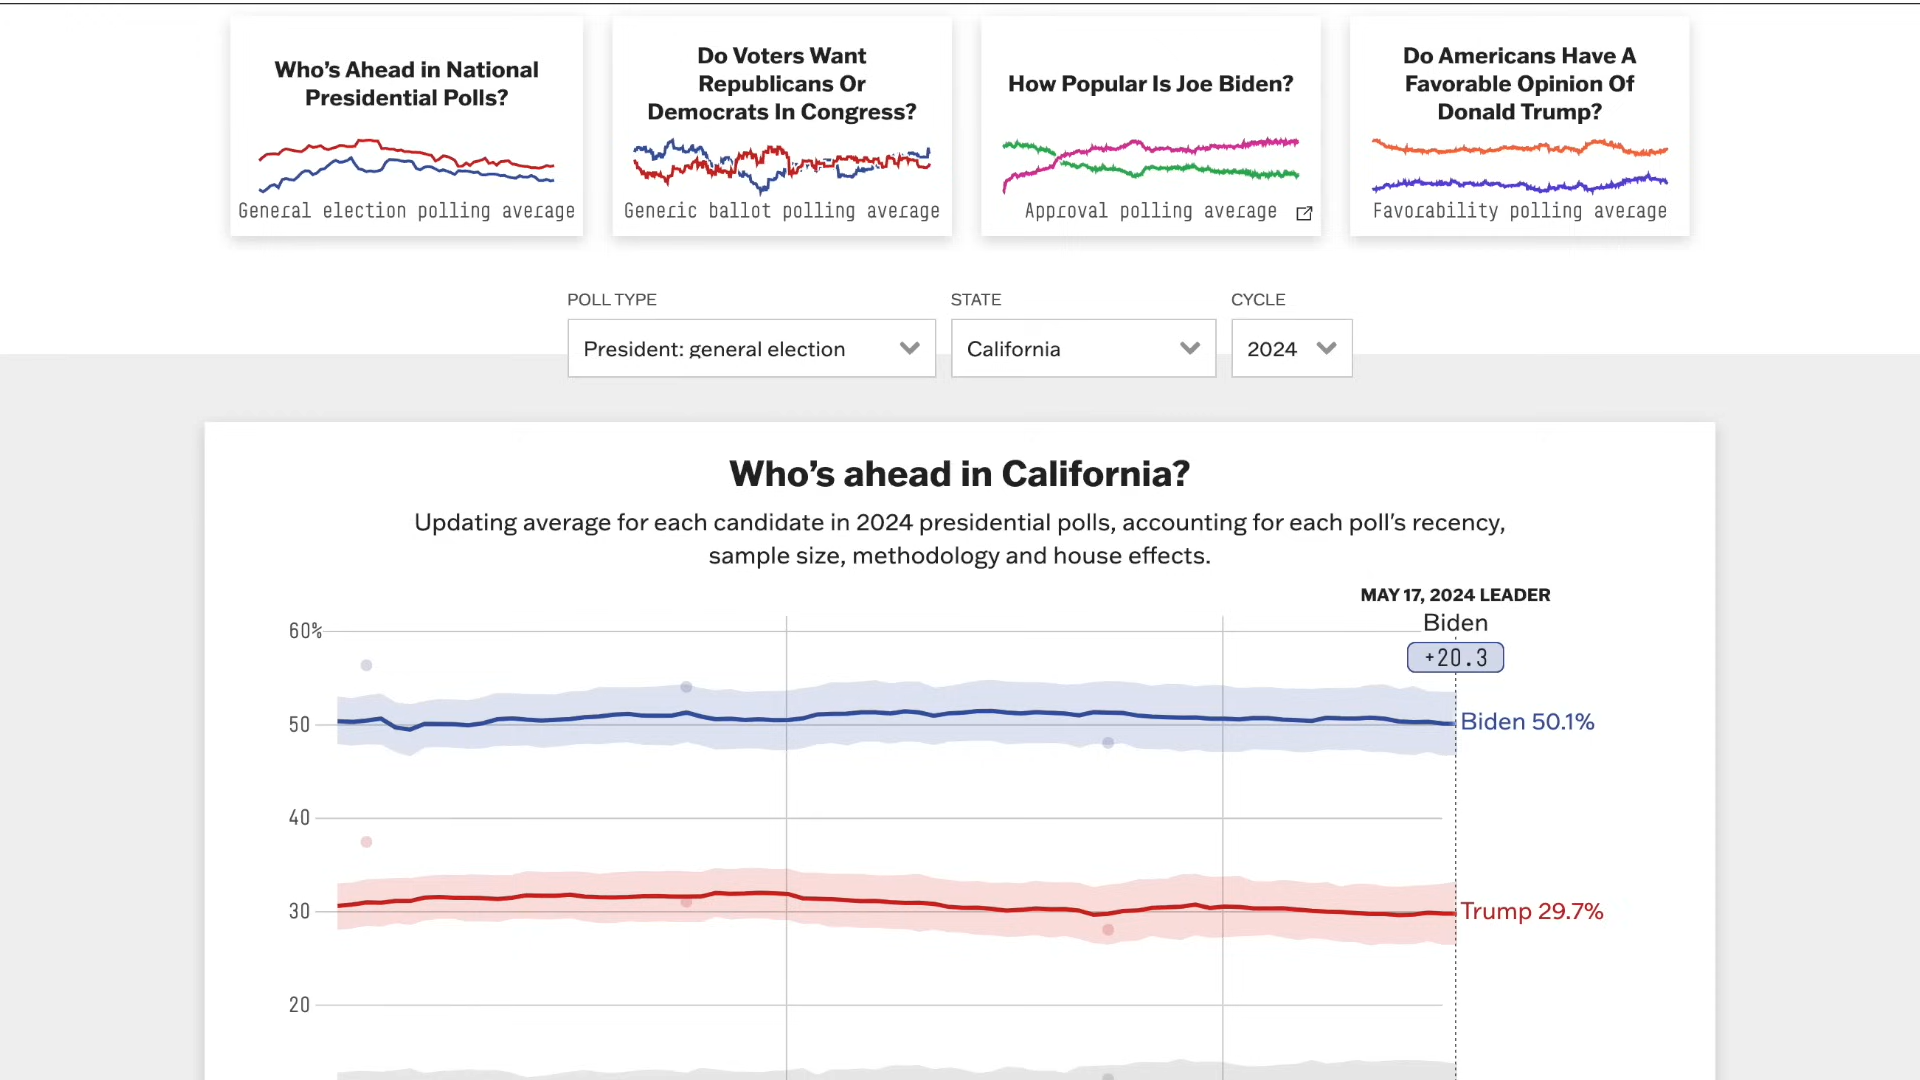 Who's Ahead in National
Presidential Polls?
General election polling average
Do Voters Want
Republicans Or
Democrats In Congress?
Generic ballot polling average
How Popular Is Joe Biden?
Approval polling average
Do Americans Have A
Favorable Opinion Of
Donald Trump?
Favorability polling average
POLL TYPE
President: general election
STATE
California
CYCLE
2024
Who's ahead in California?
Updating average for each candidate in 2024 presidential polls, accounting for each poll's recency,
sample size, methodology and house effects.
MAY 17, 2024 LEADER
Biden
+20.3
60%
50
Biden 50.1%
40
30
Trump 29.7%
20